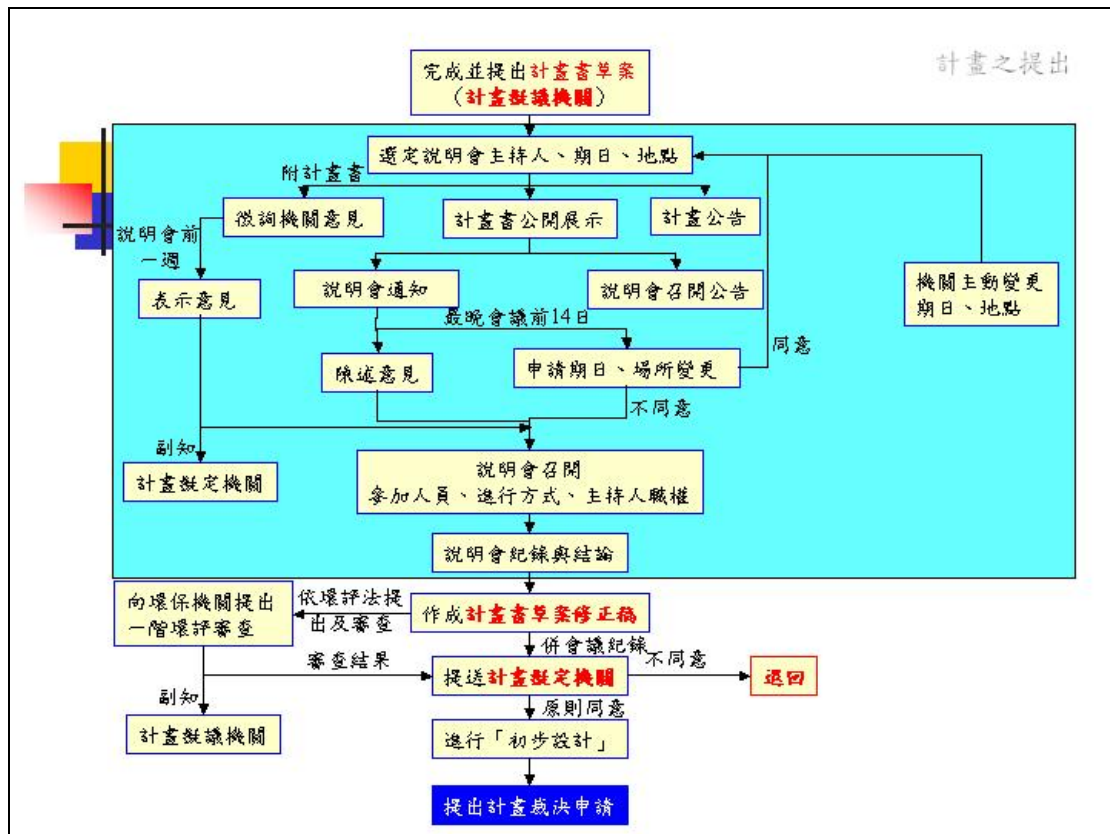 計畫之提出
完成並提出計畫書草案
（計畫擬議機關）
選定說明會主持人、期日、地點
附計畫書
徵詢機關意見
計畫書公開展示
計畫公告
說明會前
一週
表示意見
說明會通知
說明會召開公告
機關主動變更
期日、地點
最晚會議前14日
陳述意見
申請期日、場所變更
同意
不同意
副知
計畫擬定機關
說明會召開
參加人員、進行方式、主持人職權
說明會紀錄與結論
向環保機關提出
一階環評審查
依環評法提
出及審查
作成計畫書草案修正稿
併會議紀錄
審查結果
提送計畫擬定機關
不同意
退回
副知
計畫擬議機關
原則同意
進行「初步設計」
提出計畫裁決申請